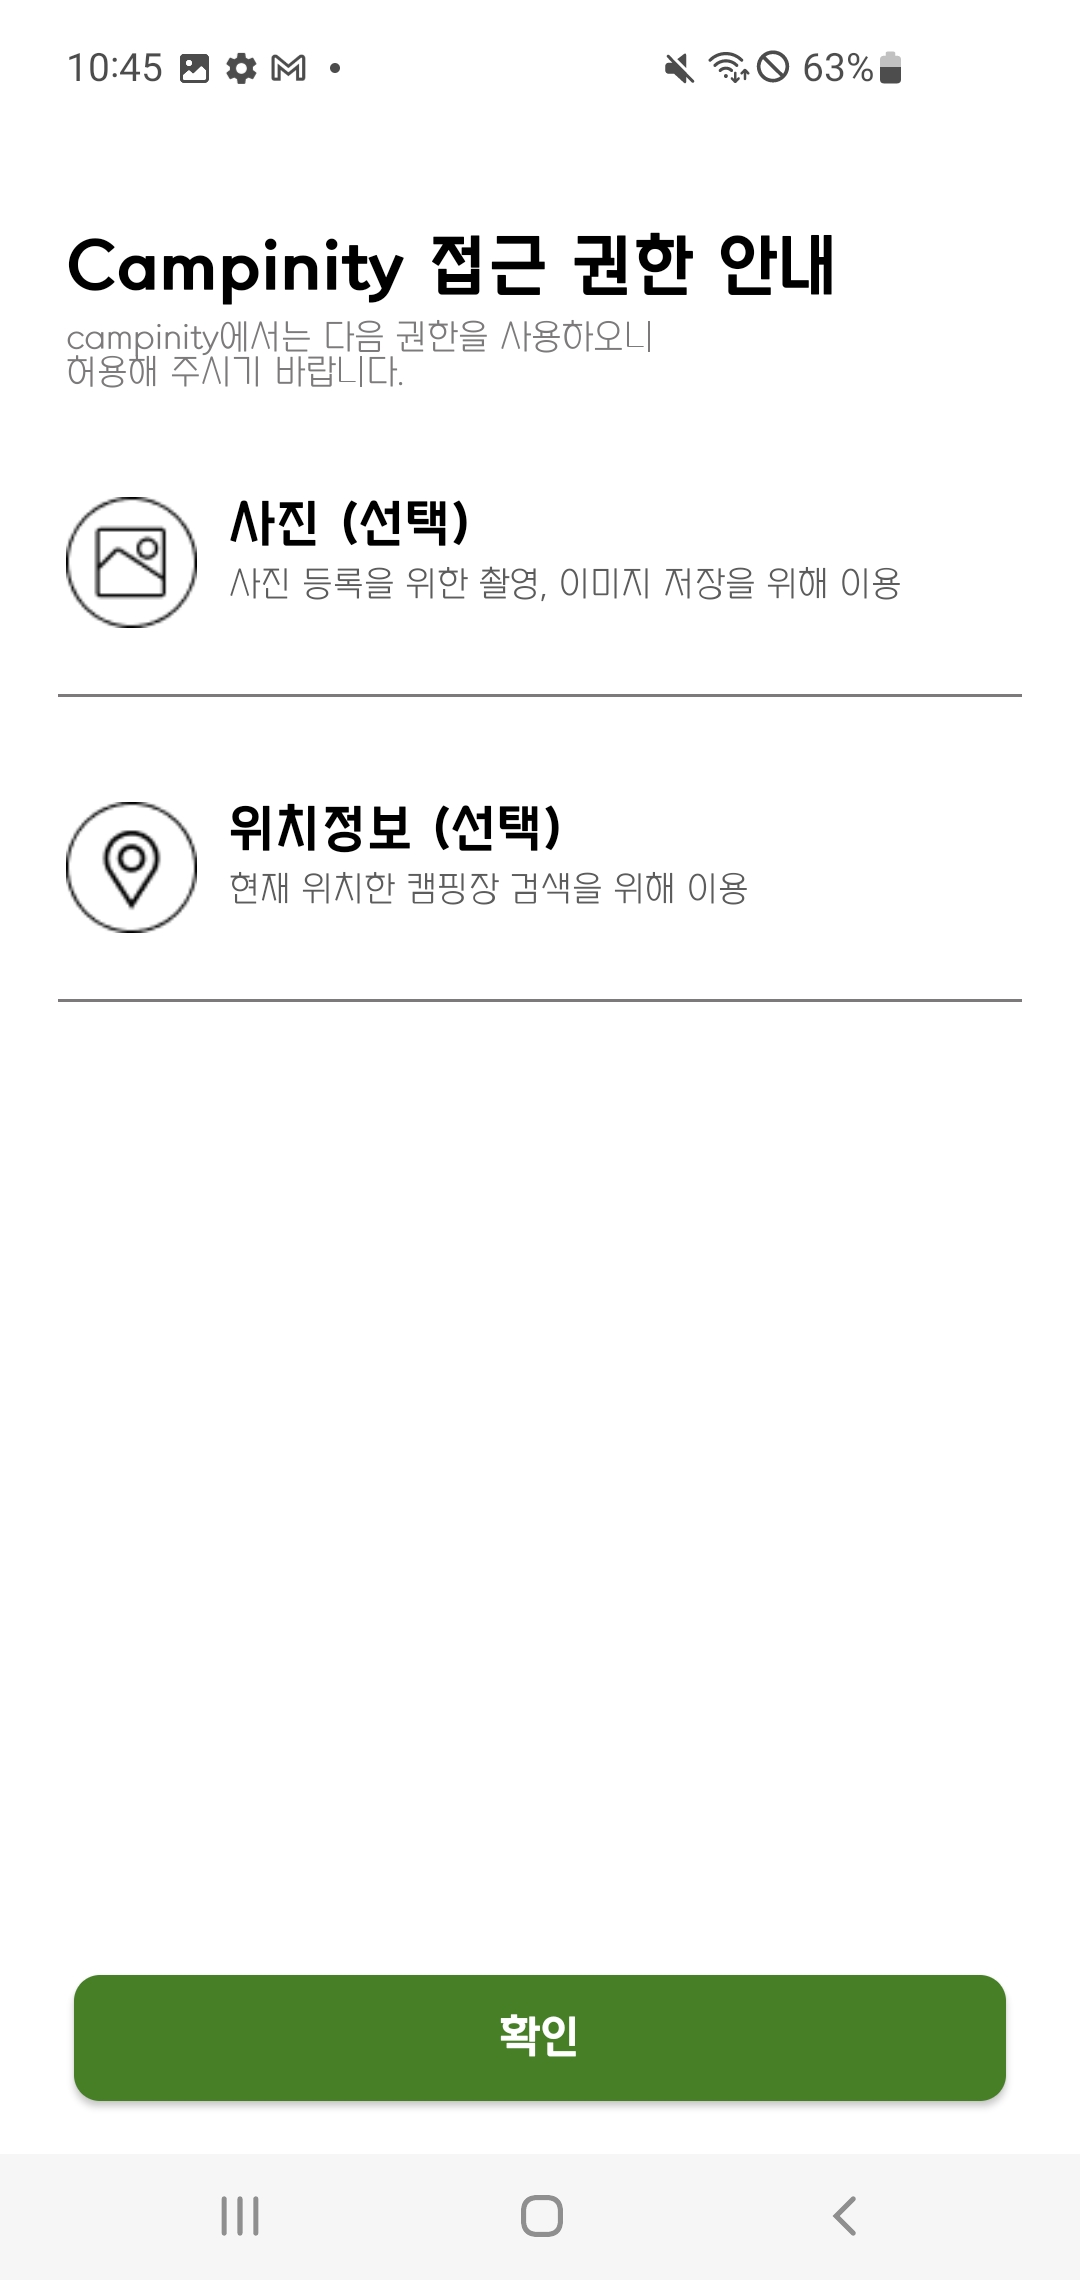 10:45
63%
Campinity 접근 권한 안내
campinity에서는 다음 권한을 사용하오니
허용해 주시기 바랍니다.
사진 (선택)
사진 등록을 위한 촬영, 이미지 저장을 위해 이용
위치정보 (선택)
현재 위치한 캠핑장 검색을 위해 이용
확인